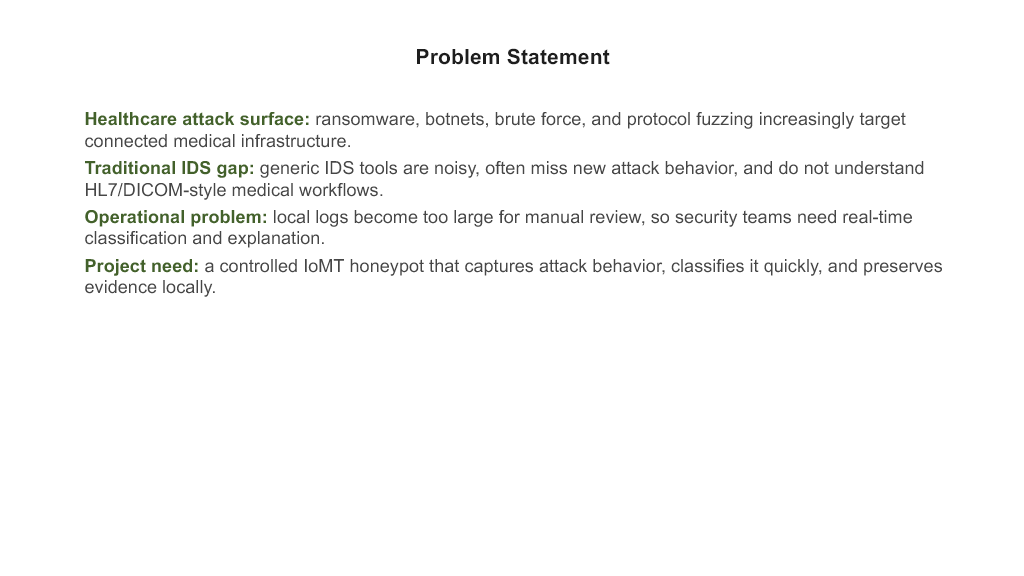 Problem Statement
Healthcare attack surface: ransomware, botnets, brute force, and protocol fuzzing increasingly target
connected medical infrastructure.
Traditional IDS gap: generic IDS tools are noisy, often miss new attack behavior, and do not understand
HL7/DICOM-style medical workflows.
Operational problem: local logs become too large for manual review, so security teams need real-time
classification and explanation.
Project need: a controlled IoMT honeypot that captures attack behavior, classifies it quickly, and preserves
evidence locally.